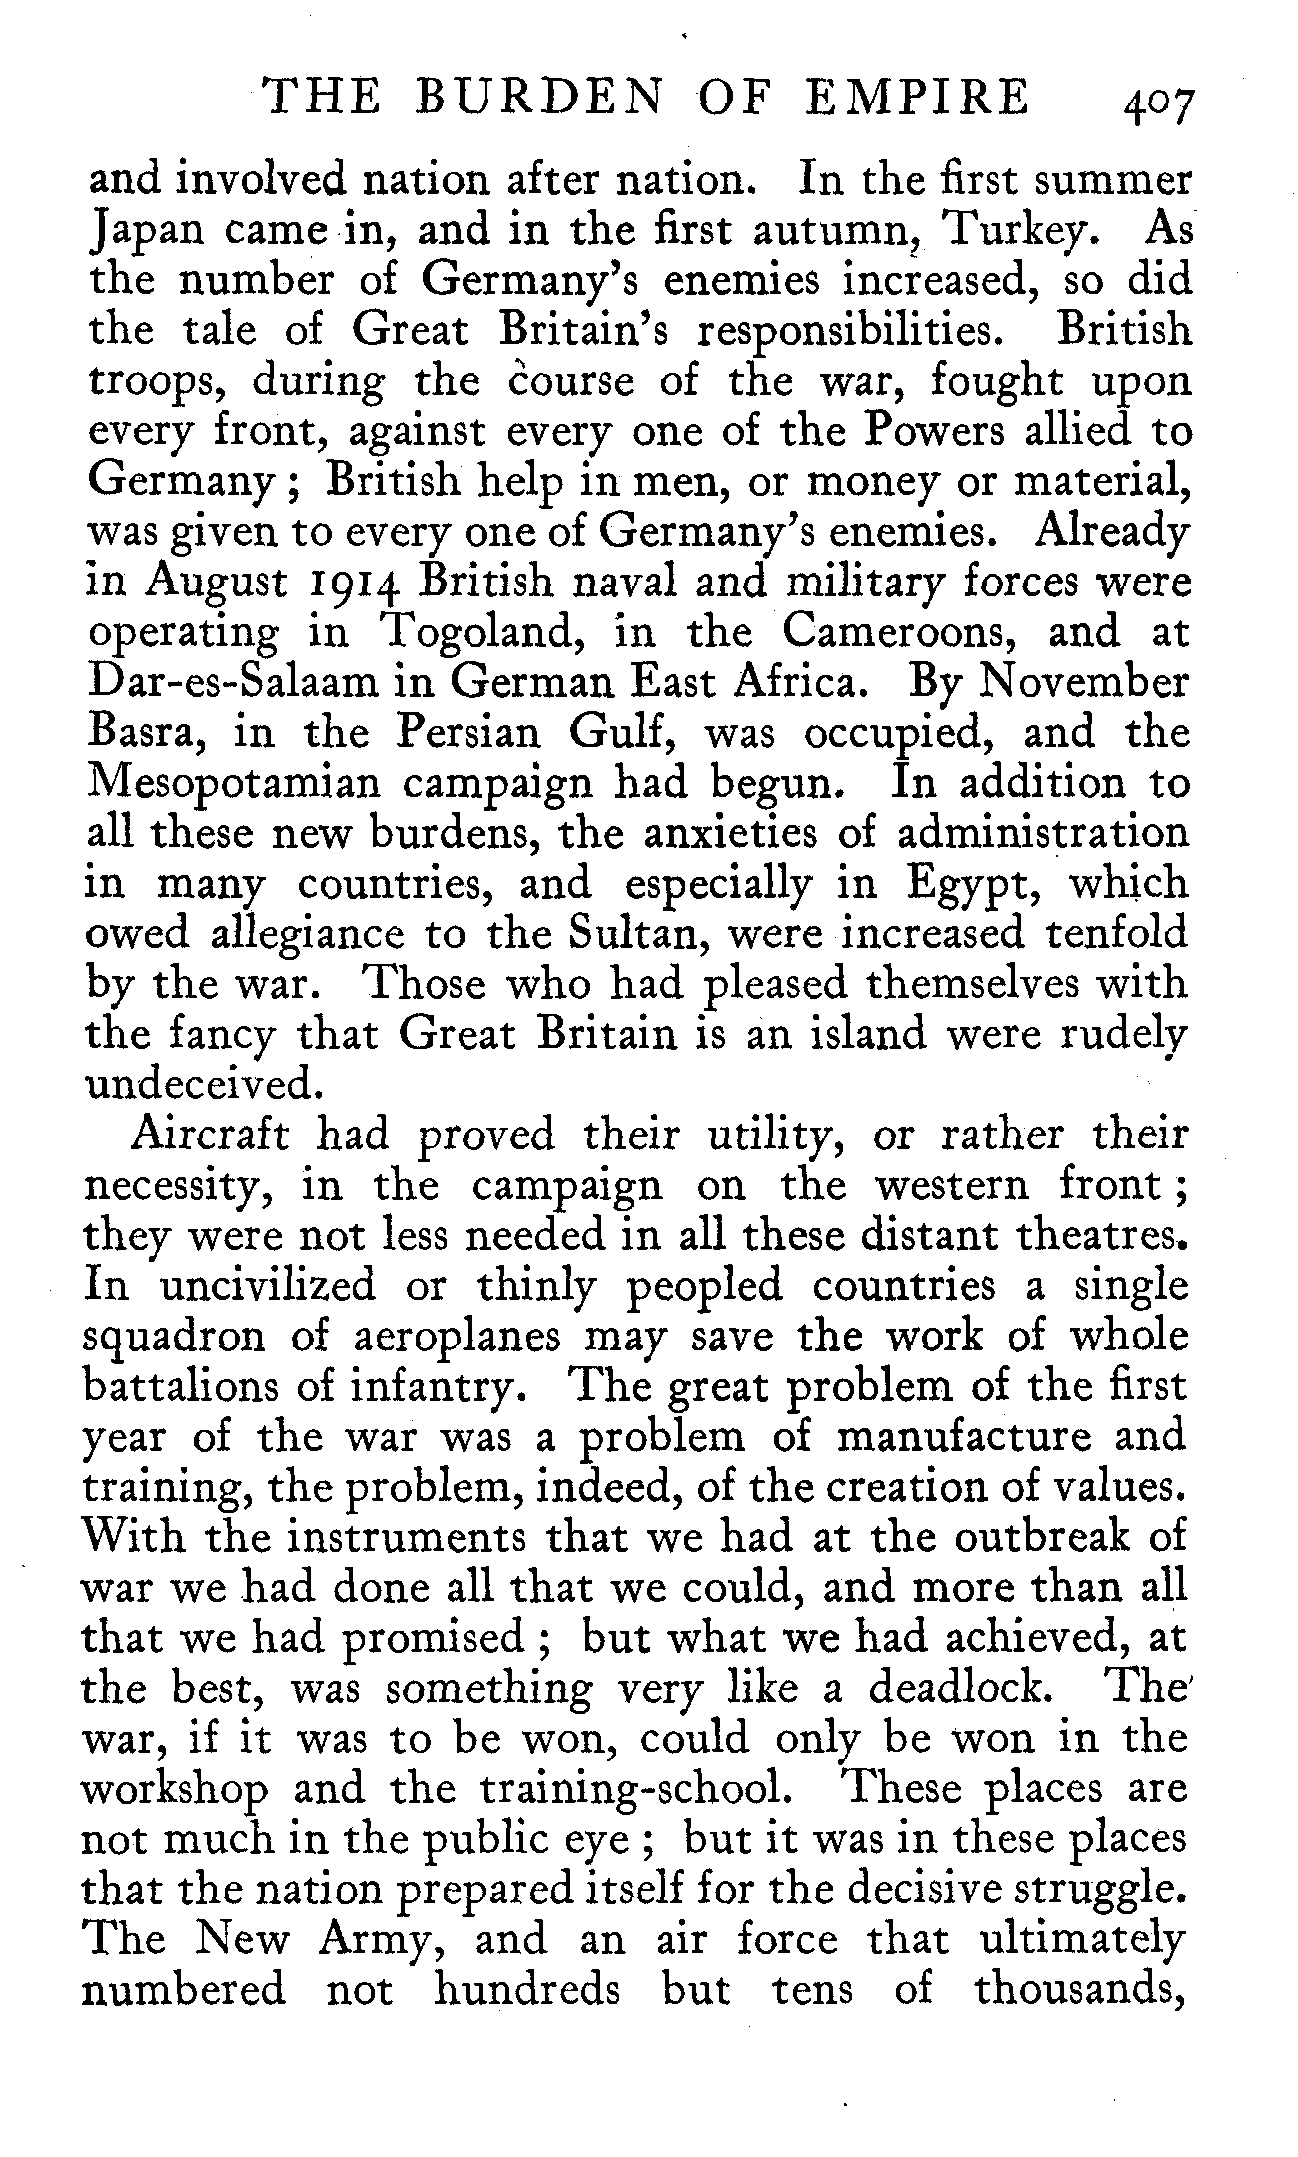 THE BURDEN OF EMPIRE 407
and involved nation after nation. In the first summer
Japan came in, and in the first autumn, Turkey. As
the number of Germany's enemies increased, so did
the tale of Great Britain's responsibilities. British
troops, during the course of the war, fought upon
every front, against every one of the Powers allied to
Germany ; British help in men, or money or material,
was given to every one of Germany's enemies. Already
in August 1914 British naval and military forces were
operating in Togoland, in the Cameroons, and at
Dar-es-Salaam in German East Africa. By November
Basra, in the Persian Gulf, was occupied, and the
Mesopotamian campaign had begun. In addition to
all these new burdens, the anxieties of administration
in many countries, and especially in Egypt, which
owed allegiance to the Sultan, were increased tenfold
by the war. Those who had pleased themselves with
the fancy that Great Britain is an island were rudely
undeceived.
Aircraft had proved their utility, or rather their
necessity, in the campaign on the western front ;
they were not less needed in all these distant theatres.
In uncivilized or thinly peopled countries a single
squadron of aeroplanes may save the work of whole
battalions of infantry. The great problem of the first
year of the war was a problem of manufacture and
training, the problem, indeed, of the creation of values.
With the instruments that we had at the outbreak of
war we had done all that we could, and more than all
that we had promised ; but what we had achieved, at
the best, was something very like a deadlock. The
war, if it was to be won, could only be won in the
workshop and the training-school. These places are
not much in the public eye ; but it was in these places
that the nation prepared itself for the decisive struggle.
The New Army, and an air force that ultimately
numbered not hundreds but tens of thousands,